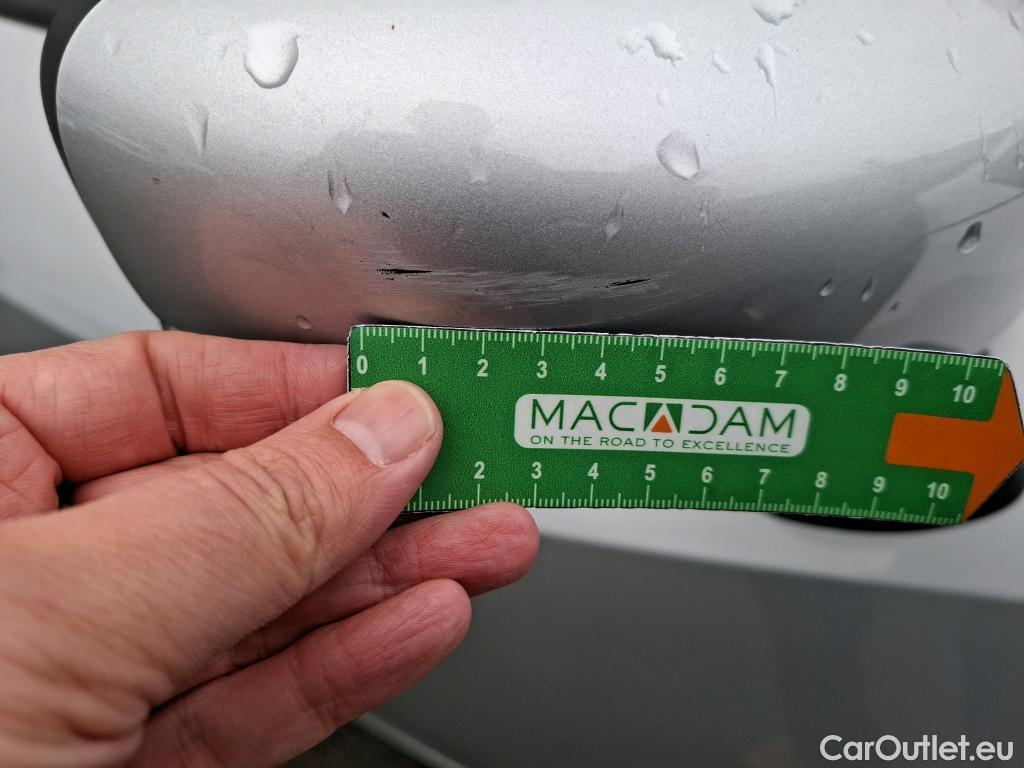 0 1 2 3 4 5 6 7 8 9 10
MACADAM
ON THE ROAD TO EXCELLENCE
2 3 4 5 6 7 8 9 10
CarOutlet.eu